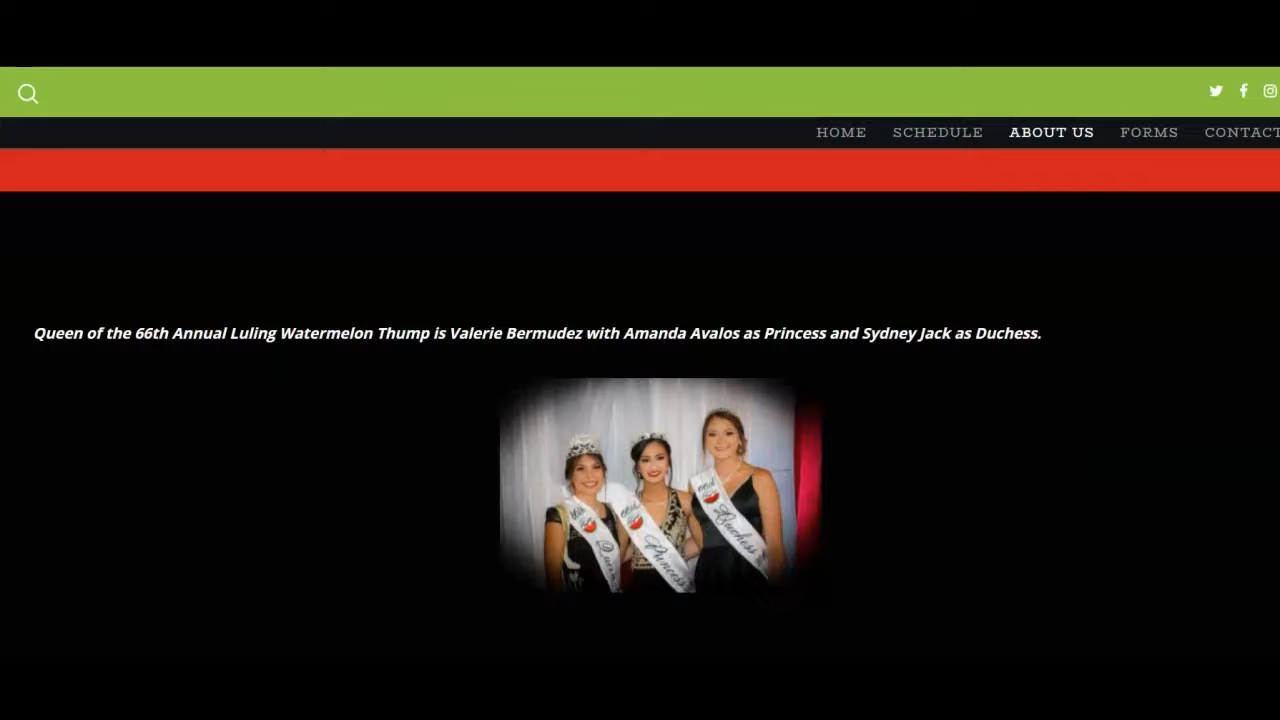 HOME SCHEDULE ABOUT US FORMS CONTACT
Queen of the 66th Annual Luling Watermelon Thump is Valerie Bermudez with Amanda Avalos as Princess and Sydney Jack as Duchess.
Queen
Princess
Duchess